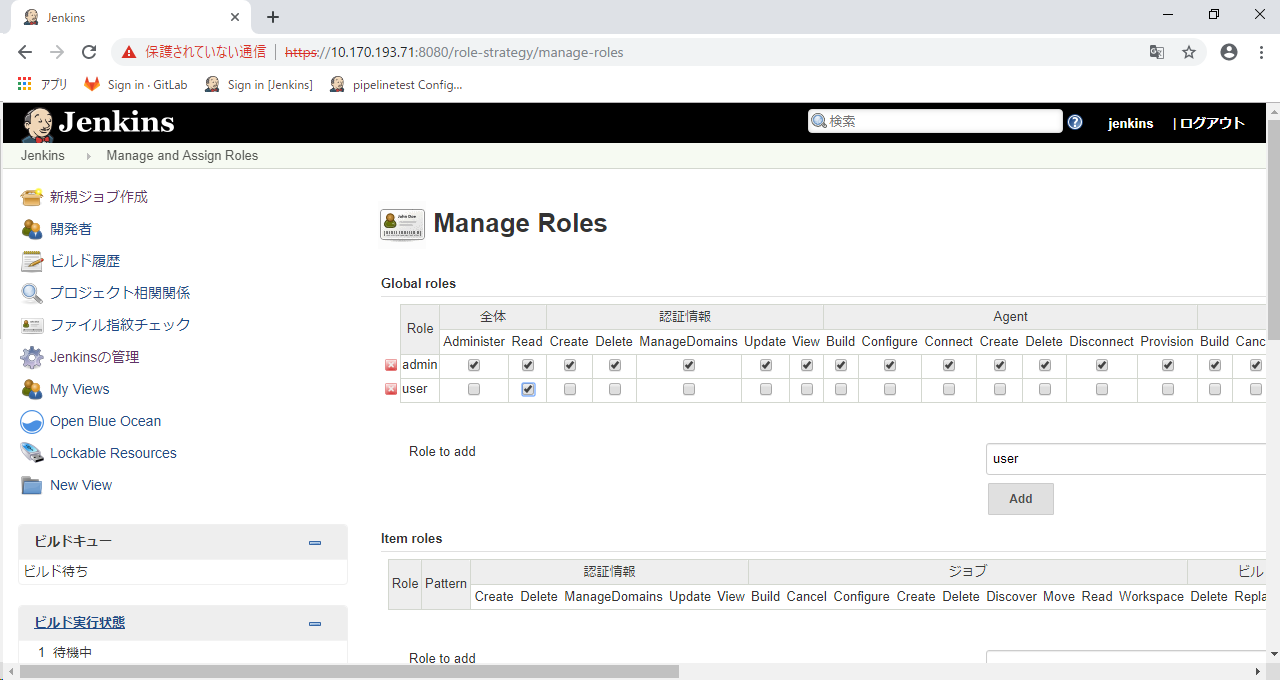 Jenkins
保護されていない通信 https://10.170.193.71:8080/role-strategy/manage-roles
アプリ Sign in · GitLab Sign in [Jenkins] pipelinetest Config...
Jenkins 検索 jenkins | ログアウト
Jenkins Manage and Assign Roles
新規ジョブ作成
開発者
ビルド履歴
プロジェクト相関関係
ファイル指紋チェック
Jenkinsの管理
My Views
Open Blue Ocean
Lockable Resources
New View
ビルドキュー
ビルド待ち
ビルド実行状態
1 待機中
John Doe
Manage Roles
Global roles
Role 全体 認証情報 Agent
Administer Read Create Delete ManageDomains Update View Build Configure Connect Create Delete Disconnect Provision Build Canc
admin
user
Role to add user
Add
Item roles
Role Pattern 認証情報 ジョブ ビル
Create Delete ManageDomains Update View Build Cancel Configure Create Delete Discover Move Read Workspace Delete Repla
Role to add